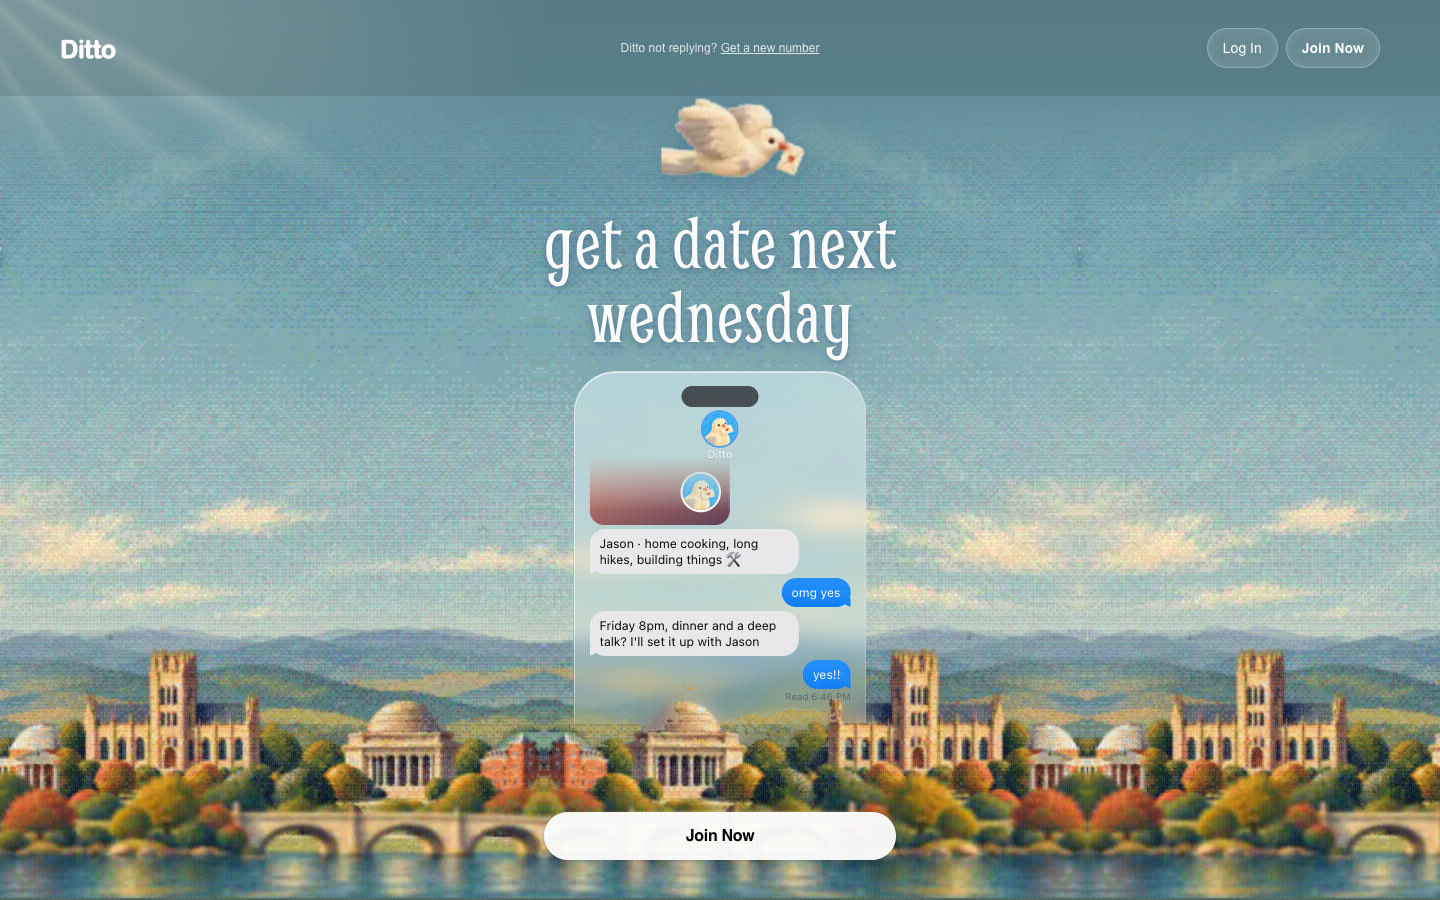 Ditto
Ditto not replying? Get a new number
Log In
Join Now
get a date next
wednesday
Ditto
Jason · home cooking, long
hikes, building things 🛠️
omg yes
Friday 8pm, dinner and a deep
talk? I'll set it up with Jason
yes!!
Read 6:46 PM
Join Now